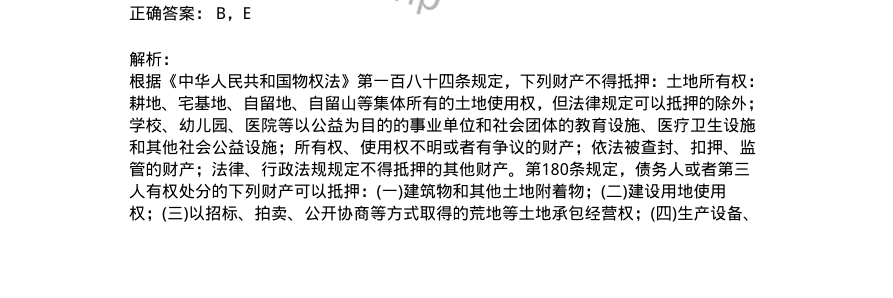 正确答案： B，E
解析：
根据《中华人民共和国物权法》第一百八十四条规定，下列财产不得抵押：土地所有权：
耕地、宅基地、自留地、自留山等集体所有的土地使用权，但法律规定可以抵押的除外；
学校、幼儿园、医院等以公益为目的的事业单位和社会团体的教育设施、医疗卫生设施
和其他社会公益设施；所有权、使用权不明或者有争议的财产；依法被查封、扣押、监
管的财产；法律、行政法规规定不得抵押的其他财产。第180条规定，债务人或者第三
人有权处分的下列财产可以抵押：(一)建筑物和其他土地附着物；(二)建设用地使用
权；(三)以招标、拍卖、公开协商等方式取得的荒地等土地承包经营权；(四)生产设备、